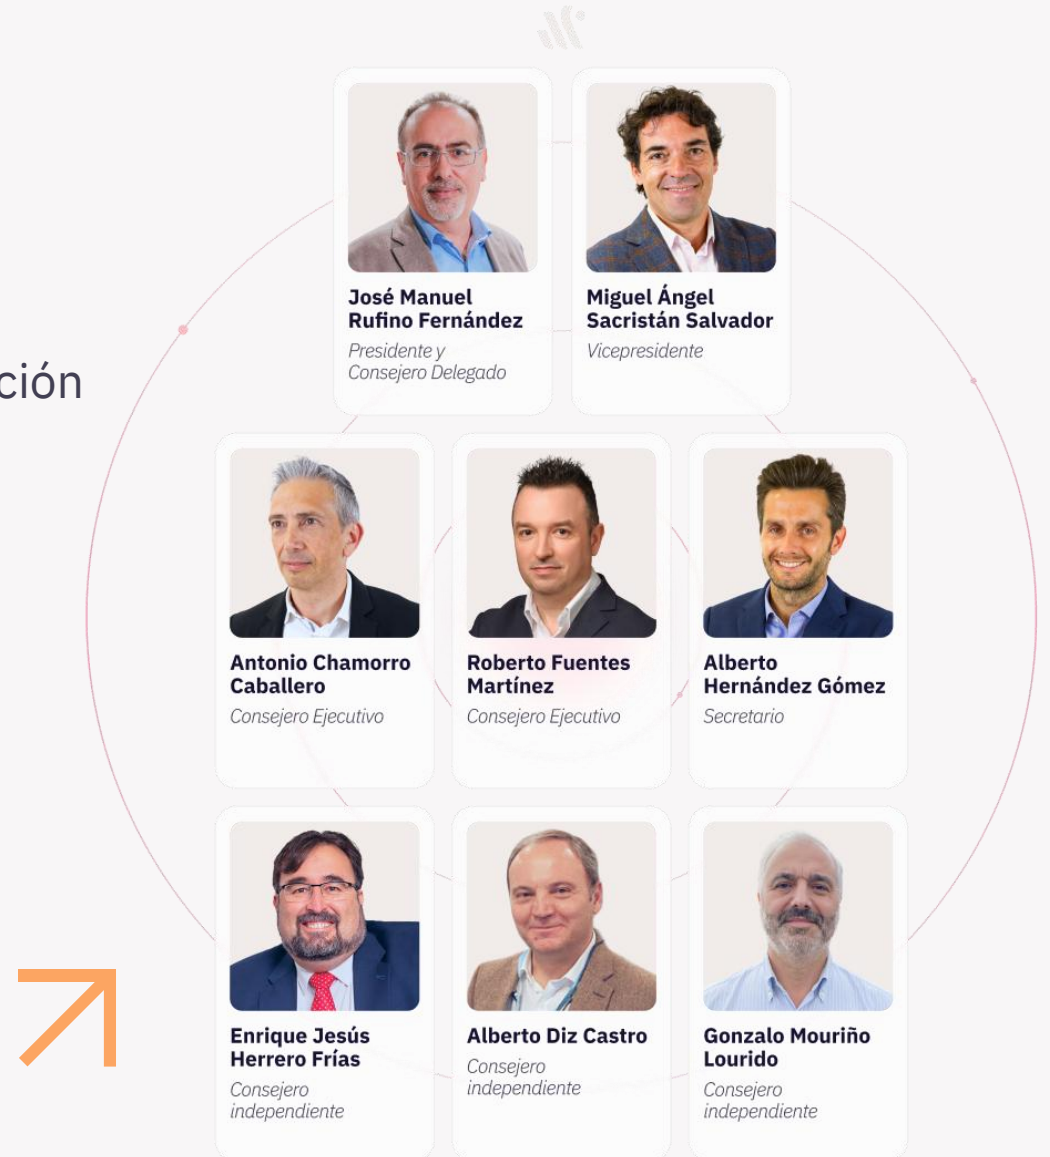 José Manuel
Rufino Fernández
Presidente y
Consejero Delegado
Miguel Ángel
Sacristán Salvador
Vicepresidente
ción
Antonio Chamorro
Caballero
Consejero Ejecutivo
Roberto Fuentes
Martínez
Consejero Ejecutivo
Alberto
Hernández Gómez
Secretario
Enrique Jesús
Herrero Frías
Consejero
independiente
Alberto Diz Castro
Consejero
independiente
Gonzalo Mouriño
Lourido
Consejero
independiente